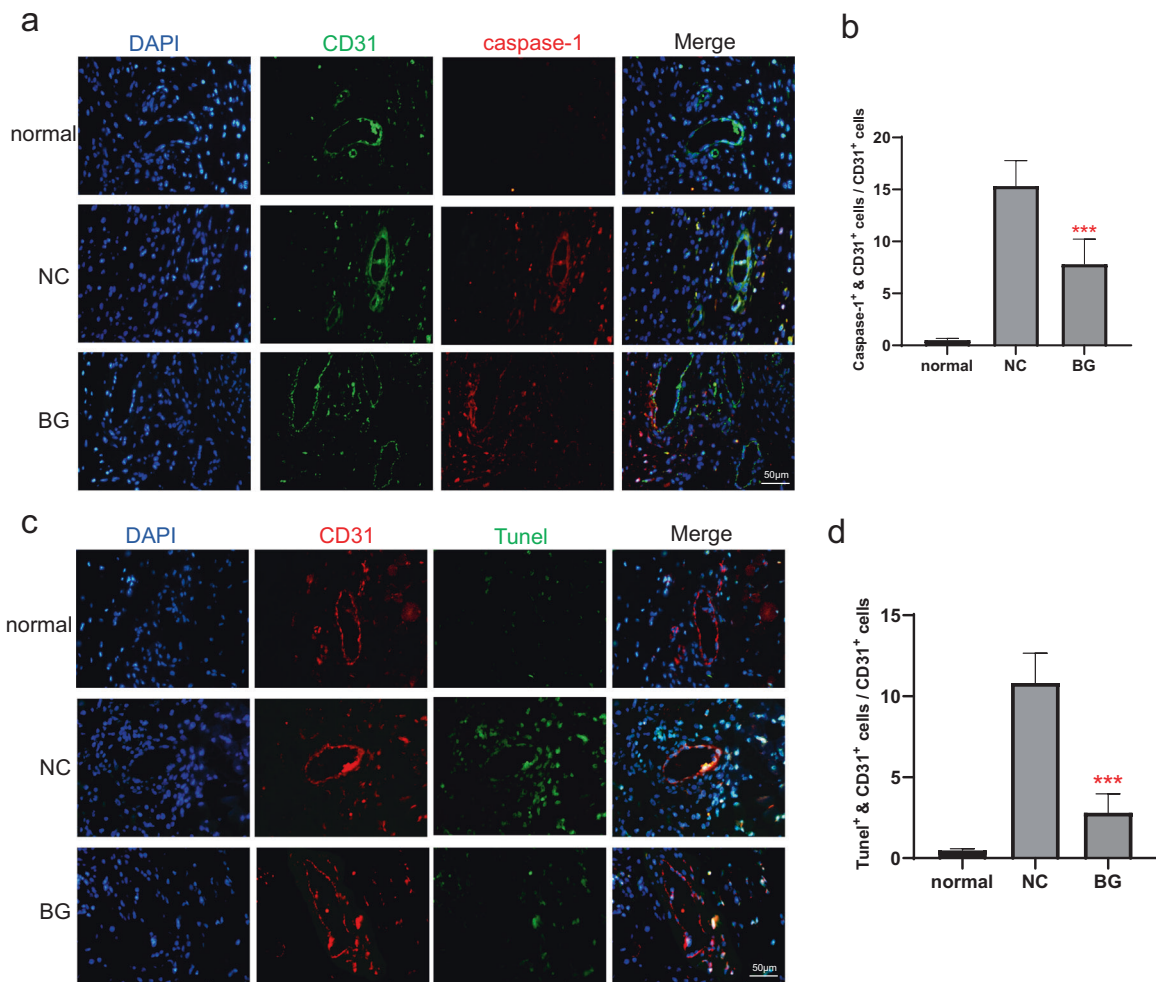 a
DAPI CD31 caspase-1 Merge
normal
NC
BG
50μm
b
Caspase-1⁺ & CD31⁺ cells / CD31⁺ cells
20
15
10
5
0
***
normal NC BG
c
DAPI CD31 Tunel Merge
normal
NC
BG
50μm
d
Tunel⁺ & CD31⁺ cells / CD31⁺ cells
15
10
5
0
***
normal NC BG